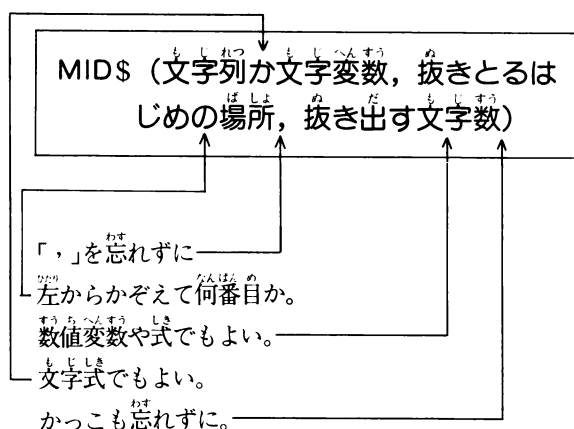 MID$（文字列か文字変数，抜きとるは
じめの場所，抜き出す文字数）
「，」を忘れずに
左からかぞえて何番目か。
数値変数や式でもよい。
文字式でもよい。
かっこも忘れずに。